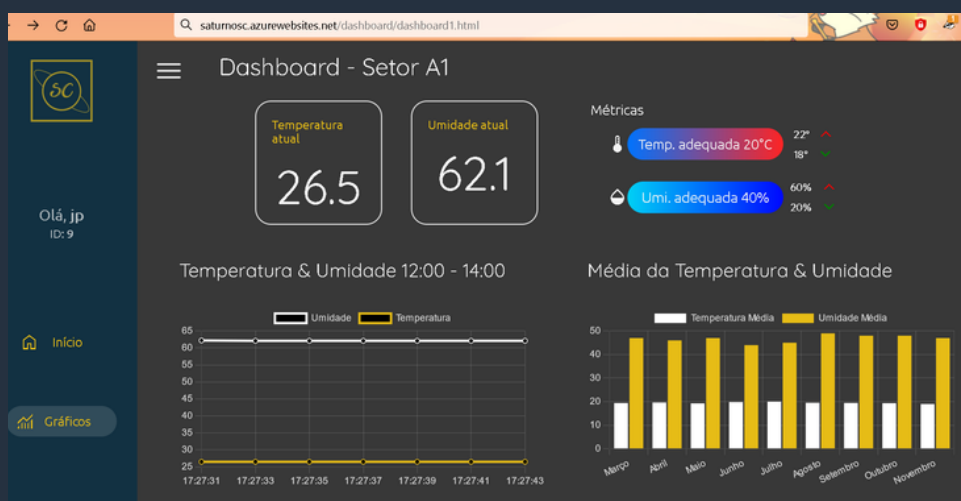 saturnosc.azurewebsites.net/dashboard/dashboard1.html
SC
Olá, jp
ID: 9
Início
Gráficos
Dashboard - Setor A1
Temperatura
atual
26.5
Umidade atual
62.1
Métricas
Temp. adequada 20°C
22°
18°
Umi. adequada 40%
60%
20%
Temperatura & Umidade 12:00 - 14:00
Umidade Temperatura
65
60
55
50
45
40
35
30
25
17:27:31 17:27:33 17:27:35 17:27:37 17:27:39 17:27:41 17:27:43
Média da Temperatura & Umidade
Temperatura Média Umidade Média
50
40
30
20
10
0
Março Abril Maio Junho Julho Agosto Setembro Outubro Novembro